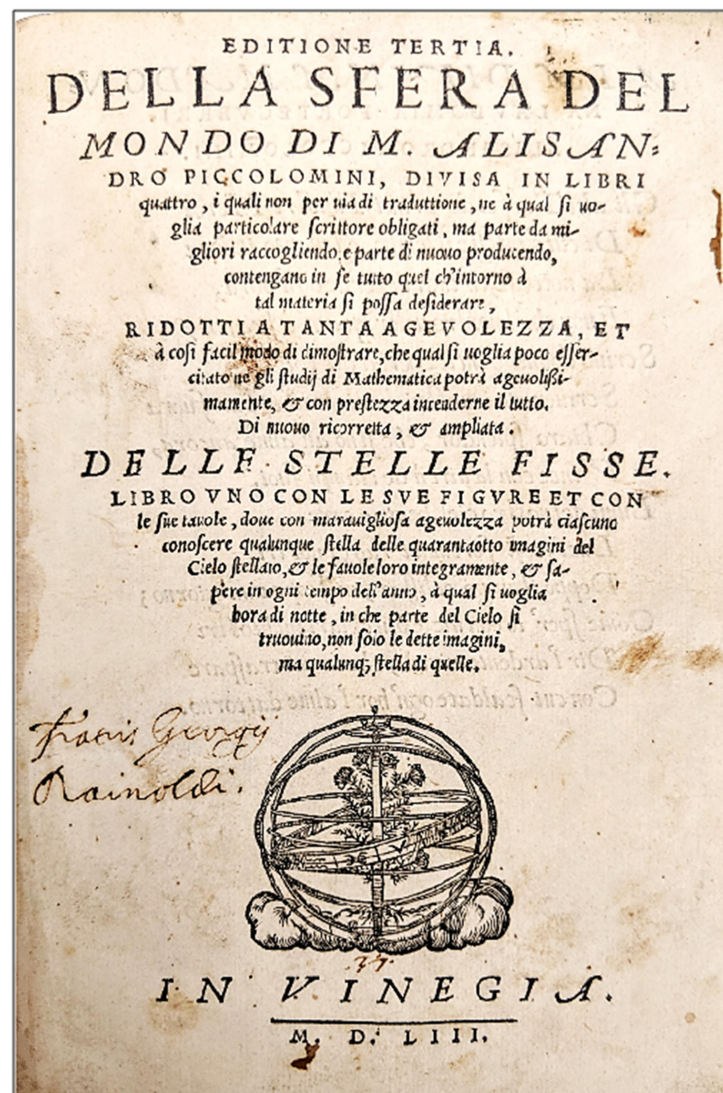 EDITIONE TERTIA.
DELLA SFERA DEL
MONDO DI M. ALISAN-
DRO PICCOLOMINI, DIVISA IN LIBRI
quattro, i quali non per uia di traduttione, ne à qual si uo-
glia particolare scrittore obligati, ma parte da mi-
gliori raccogliendo, e parte di nuouo producendo,
contengano in se tutto quel ch'intorno à
tal materia si possa desiderare,
RIDOTTI A TANTA AGEVOLEZZA, ET
à cosi facil modo di dimostrare, che qual si uoglia poco esser-
citato ne gli studij di Mathematica potrà ageuolißi-
mamente, & con prestezza intenderne il tutto.
Di nuouo ricorretta, & ampliata.
DELLE STELLE FISSE.
LIBRO VNO CON LE SVE FIGVRE ET CON
le sue tauole, doue con marauigliosa ageuolezza potrà ciascuno
conoscere qualunque stella delle quarantaotto imagini del
Cielo stellato, & le fauole loro integramente, & sa-
pere in ogni tempo dell'anno, à qual si uoglia
hora di notte, in che parte del Cielo si
truouino, non solo le dette imagini,
ma qualunq; stella di quelle.
Georgij
Rainoldi.
37.
IN VINEGIA.
M. D. LIII.